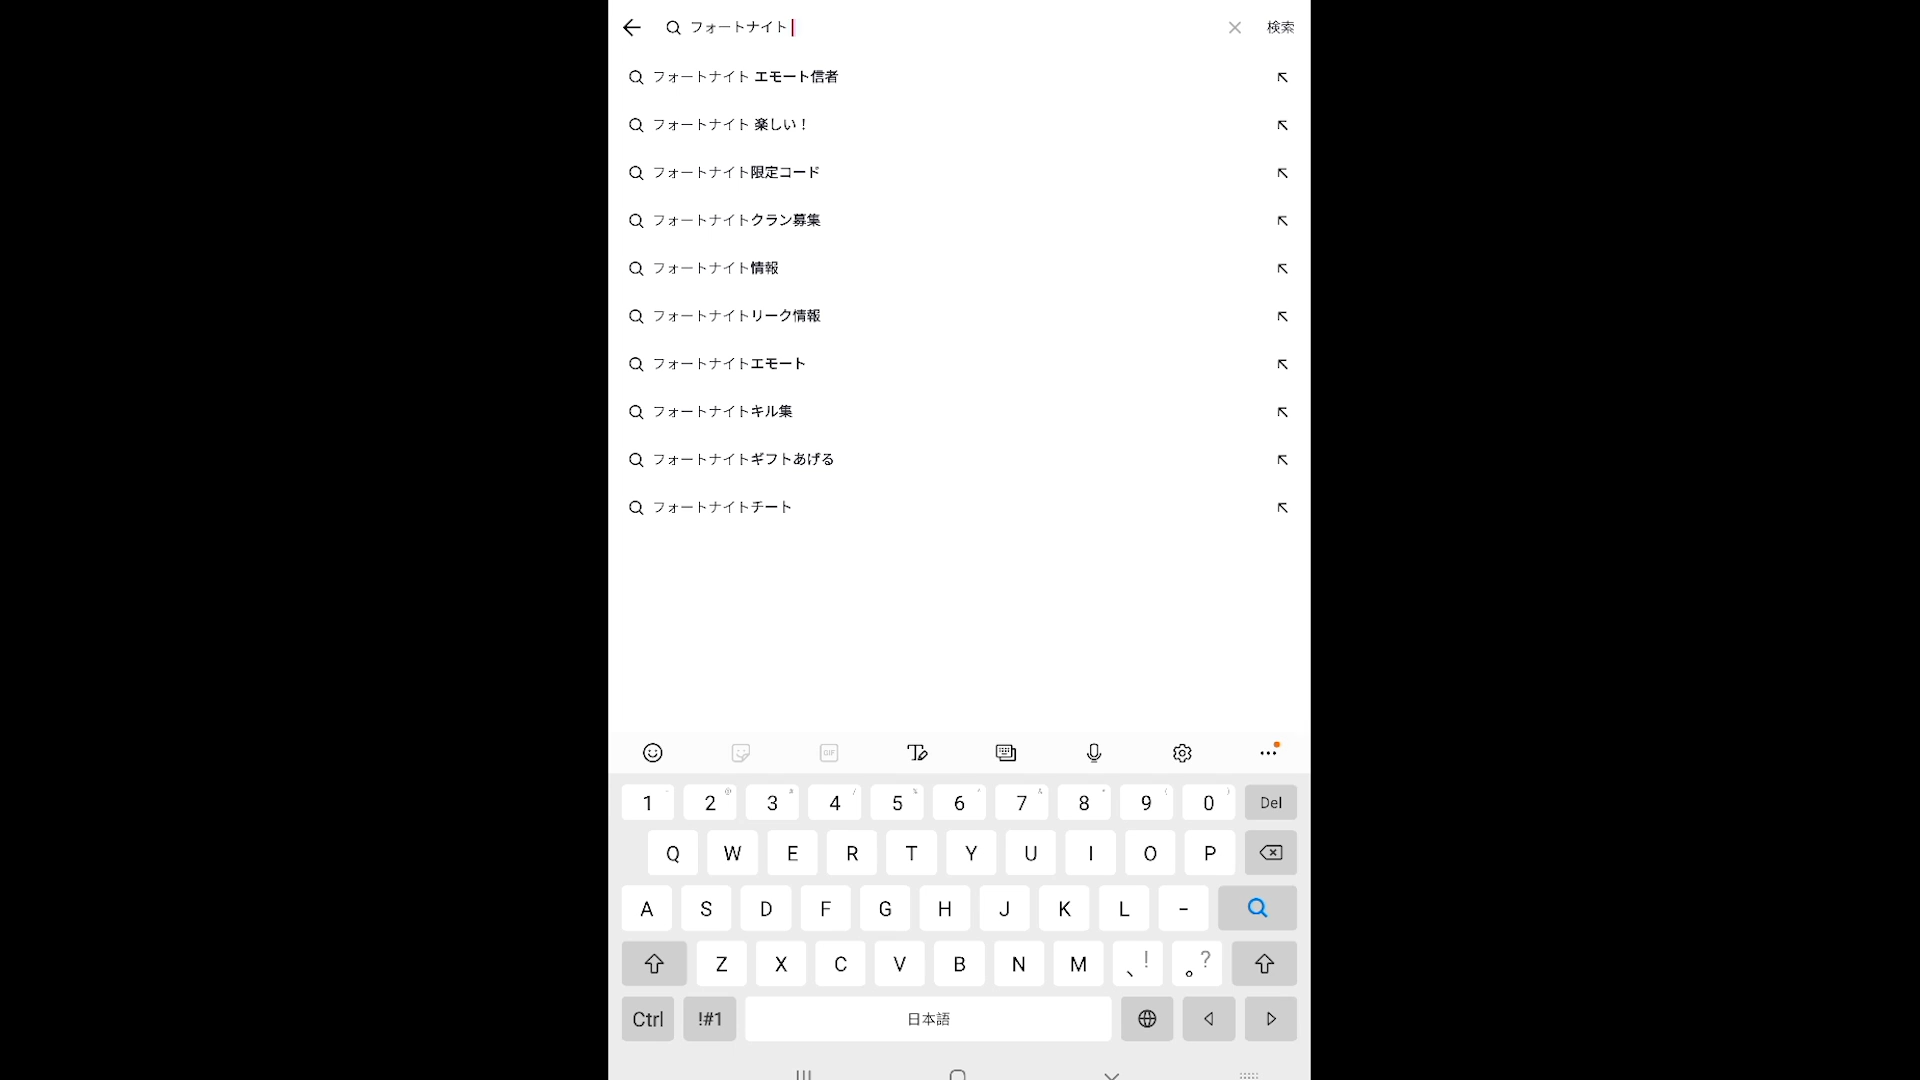 フォートナイト 検索
フォートナイト エモート信者
フォートナイト 楽しい！
フォートナイト限定コード
フォートナイトクラン募集
フォートナイト情報
フォートナイトリーク情報
フォートナイトエモート
フォートナイトキル集
フォートナイトギフトあげる
フォートナイトチート
GIF
1 2 @ 3 # 4 / 5 % 6 ^ 7 & 8 * 9 ( 0 ) Del
Q W E R T Y U I O P
A S D F G H J K L -
Z X C V B N M 、 ! 。 ?
Ctrl !#1 日本語